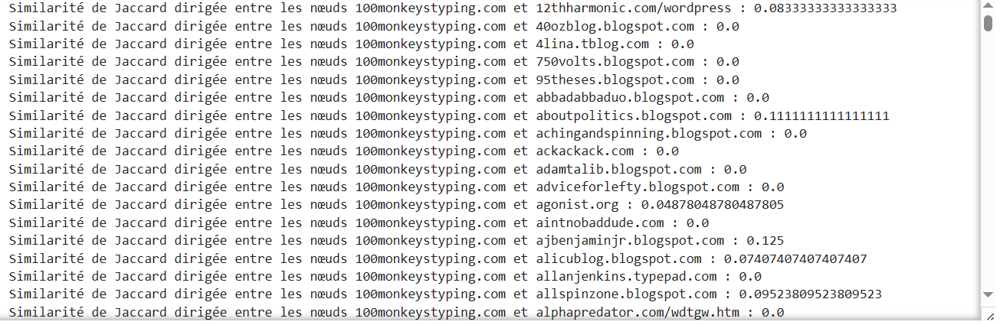 Similarité de Jaccard dirigée entre les nœuds 100monkeystyping.com et 12thharmonic.com/wordpress : 0.08333333333333333
Similarité de Jaccard dirigée entre les nœuds 100monkeystyping.com et 40ozblog.blogspot.com : 0.0
Similarité de Jaccard dirigée entre les nœuds 100monkeystyping.com et 4lina.tblog.com : 0.0
Similarité de Jaccard dirigée entre les nœuds 100monkeystyping.com et 750volts.blogspot.com : 0.0
Similarité de Jaccard dirigée entre les nœuds 100monkeystyping.com et 95theses.blogspot.com : 0.0
Similarité de Jaccard dirigée entre les nœuds 100monkeystyping.com et abbadabbaduo.blogspot.com : 0.0
Similarité de Jaccard dirigée entre les nœuds 100monkeystyping.com et aboutpolitics.blogspot.com : 0.1111111111111111
Similarité de Jaccard dirigée entre les nœuds 100monkeystyping.com et achingandspinning.blogspot.com : 0.0
Similarité de Jaccard dirigée entre les nœuds 100monkeystyping.com et ackackack.com : 0.0
Similarité de Jaccard dirigée entre les nœuds 100monkeystyping.com et adamtalib.blogspot.com : 0.0
Similarité de Jaccard dirigée entre les nœuds 100monkeystyping.com et adviceforlefty.blogspot.com : 0.0
Similarité de Jaccard dirigée entre les nœuds 100monkeystyping.com et agonist.org : 0.04878048780487805
Similarité de Jaccard dirigée entre les nœuds 100monkeystyping.com et aintnobaddude.com : 0.0
Similarité de Jaccard dirigée entre les nœuds 100monkeystyping.com et ajbenjaminjr.blogspot.com : 0.125
Similarité de Jaccard dirigée entre les nœuds 100monkeystyping.com et alicublog.blogspot.com : 0.07407407407407407
Similarité de Jaccard dirigée entre les nœuds 100monkeystyping.com et allanjenkins.typepad.com : 0.0
Similarité de Jaccard dirigée entre les nœuds 100monkeystyping.com et allspinzone.blogspot.com : 0.09523809523809523
Similarité de Jaccard dirigée entre les nœuds 100monkeystyping.com et alphapredator.com/wdtgw.htm : 0.0